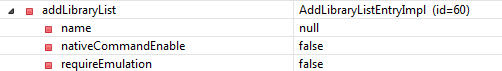 addLibraryList AddLibraryListEntryImpl (id=60)
name null
nativeCommandEnable false
requireEmulation false